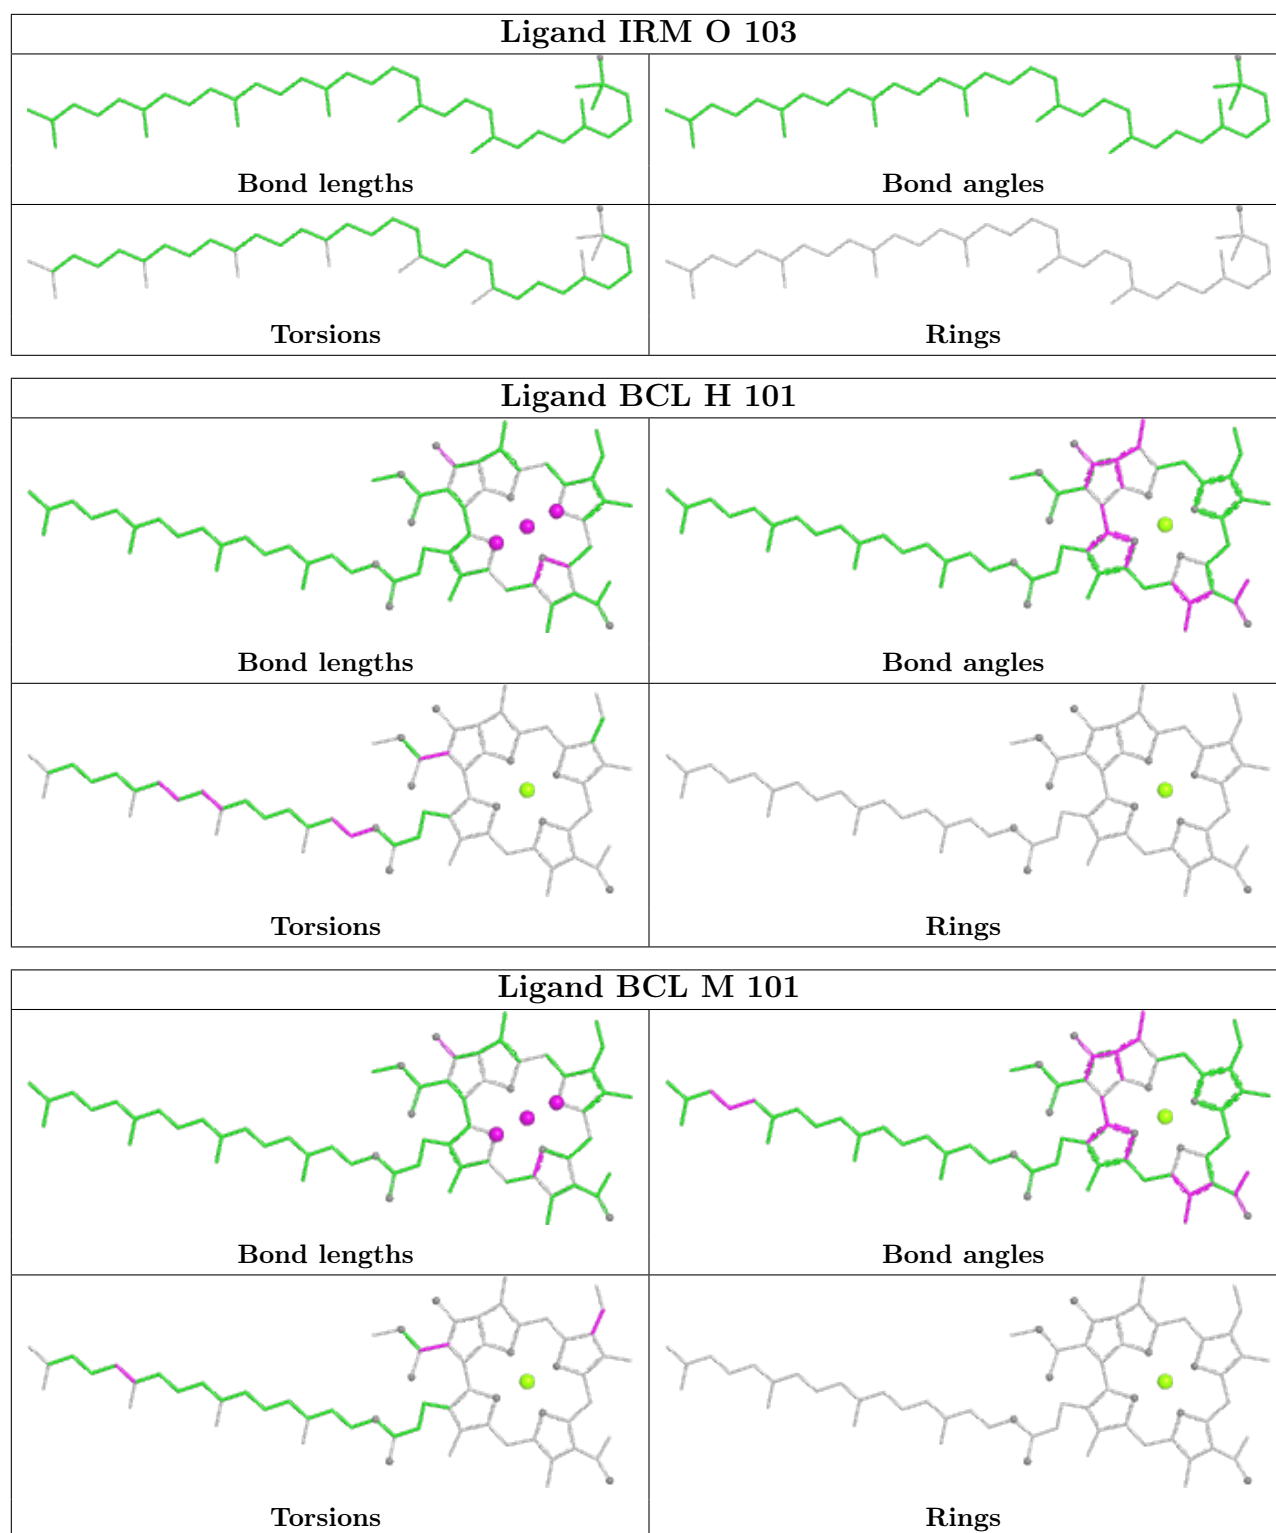 Ligand IRM O 103
Bond lengths
Bond angles
Torsions
Rings
Ligand BCL H 101
Bond lengths
Bond angles
Torsions
Rings
Ligand BCL M 101
Bond lengths
Bond angles
Torsions
Rings